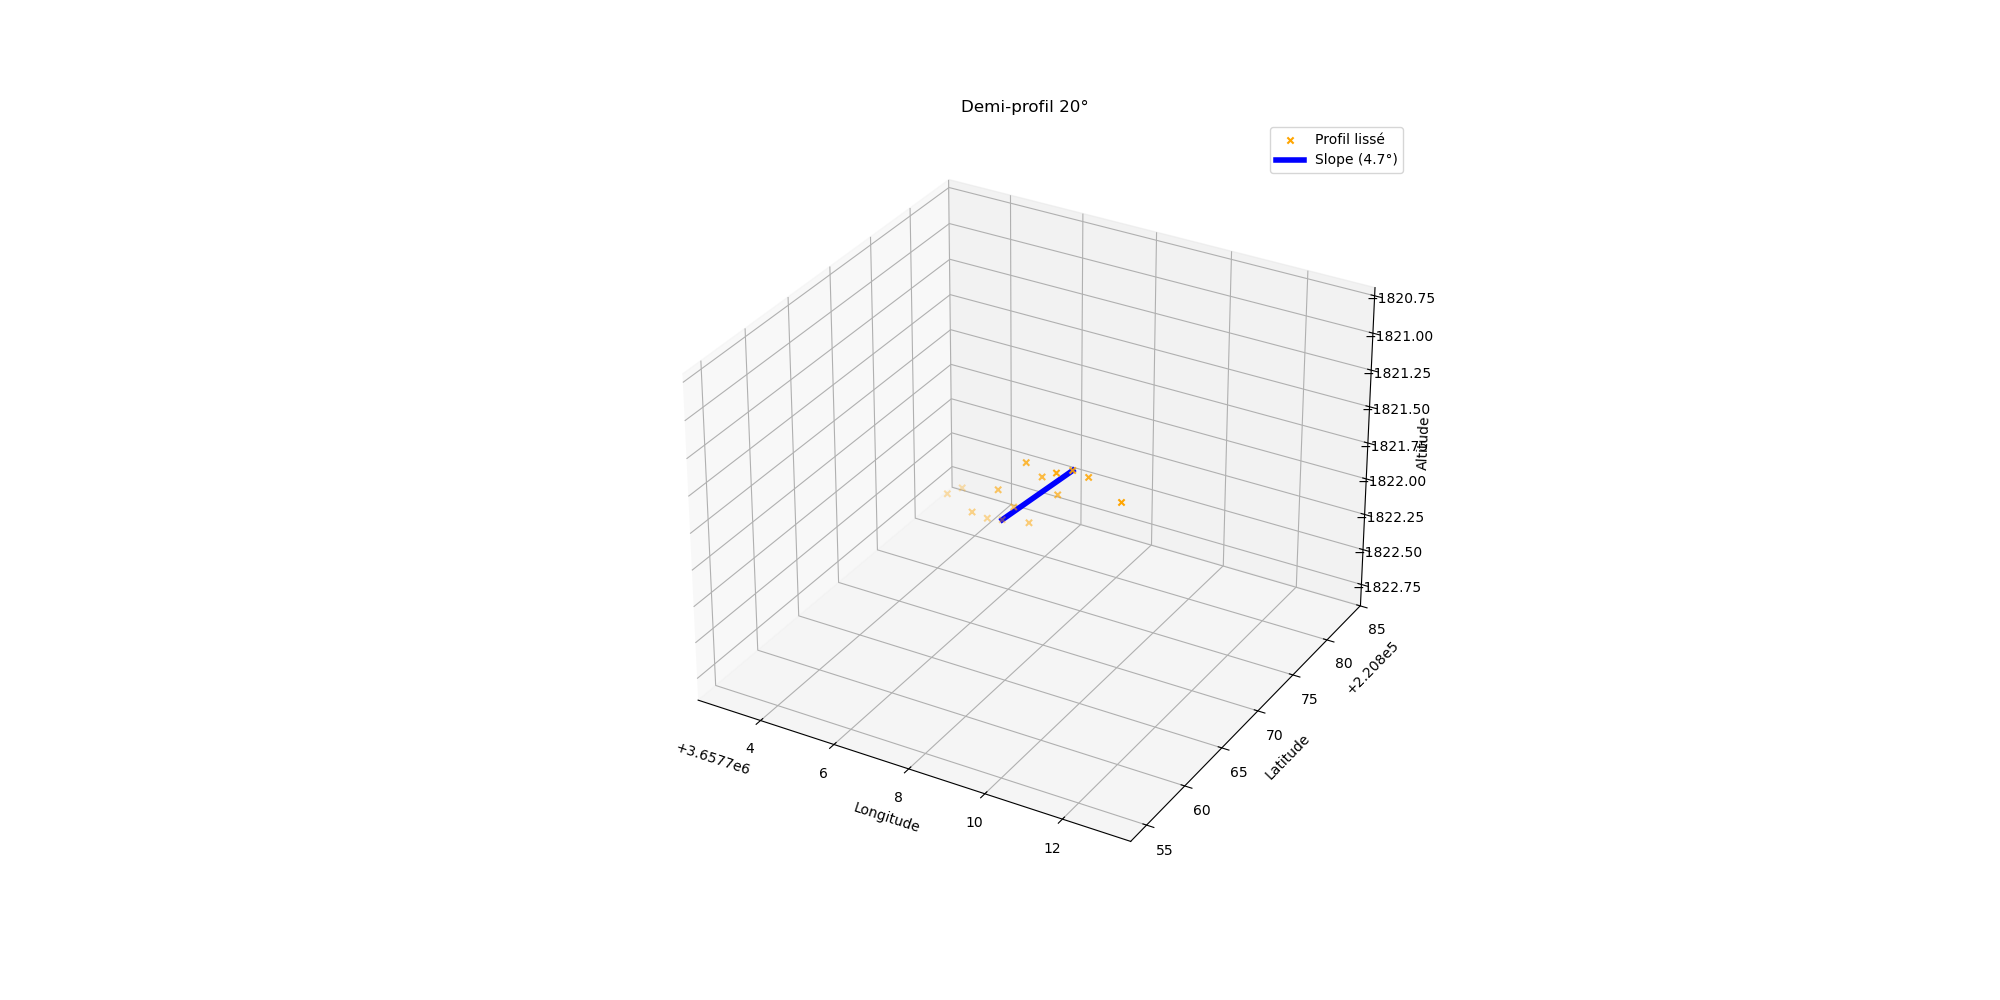 Demi-profil 20°
Profil lissé
Slope (4.7°)
−1820.75
−1821.00
−1821.25
−1821.50
−1821.75
−1822.00
−1822.25
−1822.50
−1822.75
Altitude
85
80
75
70
65
60
55
+2.208e5
Latitude
4
6
8
10
12
+3.6577e6
Longitude